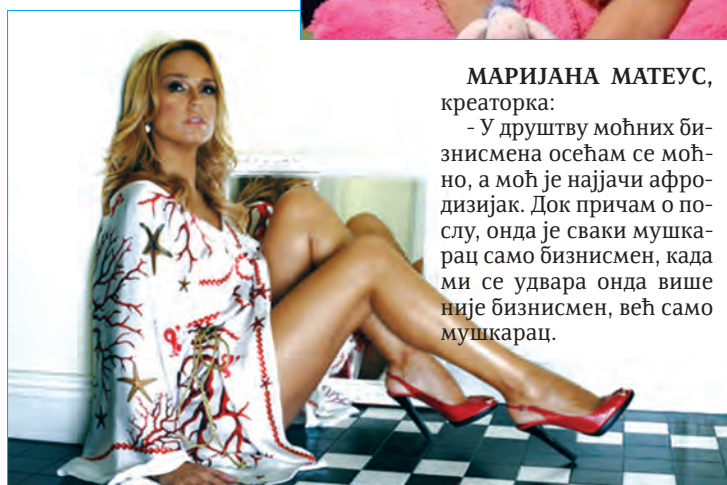 МАРИЈАНА МАТЕУС,
креаторка:
- У друштву моћних би-
знисмена осећам се моћ-
но, а моћ је најјачи афро-
дизијак. Док причам о по-
слу, онда је сваки мушка-
рац само бизнисмен, када
ми се удвара онда више
није бизнисмен, већ само
мушкарац.